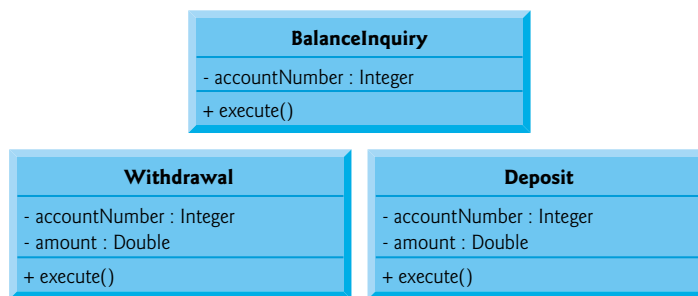 BalanceInquiry
- accountNumber : Integer
+ execute()
Withdrawal
- accountNumber : Integer
- amount : Double
+ execute()
Deposit
- accountNumber : Integer
- amount : Double
+ execute()